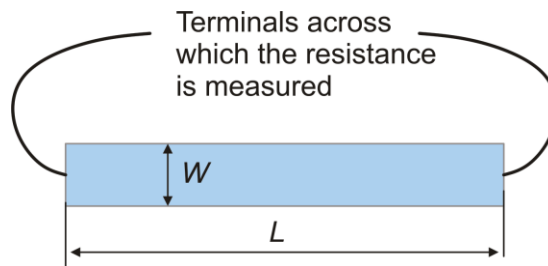 Terminals across
which the resistance
is measured
W
L